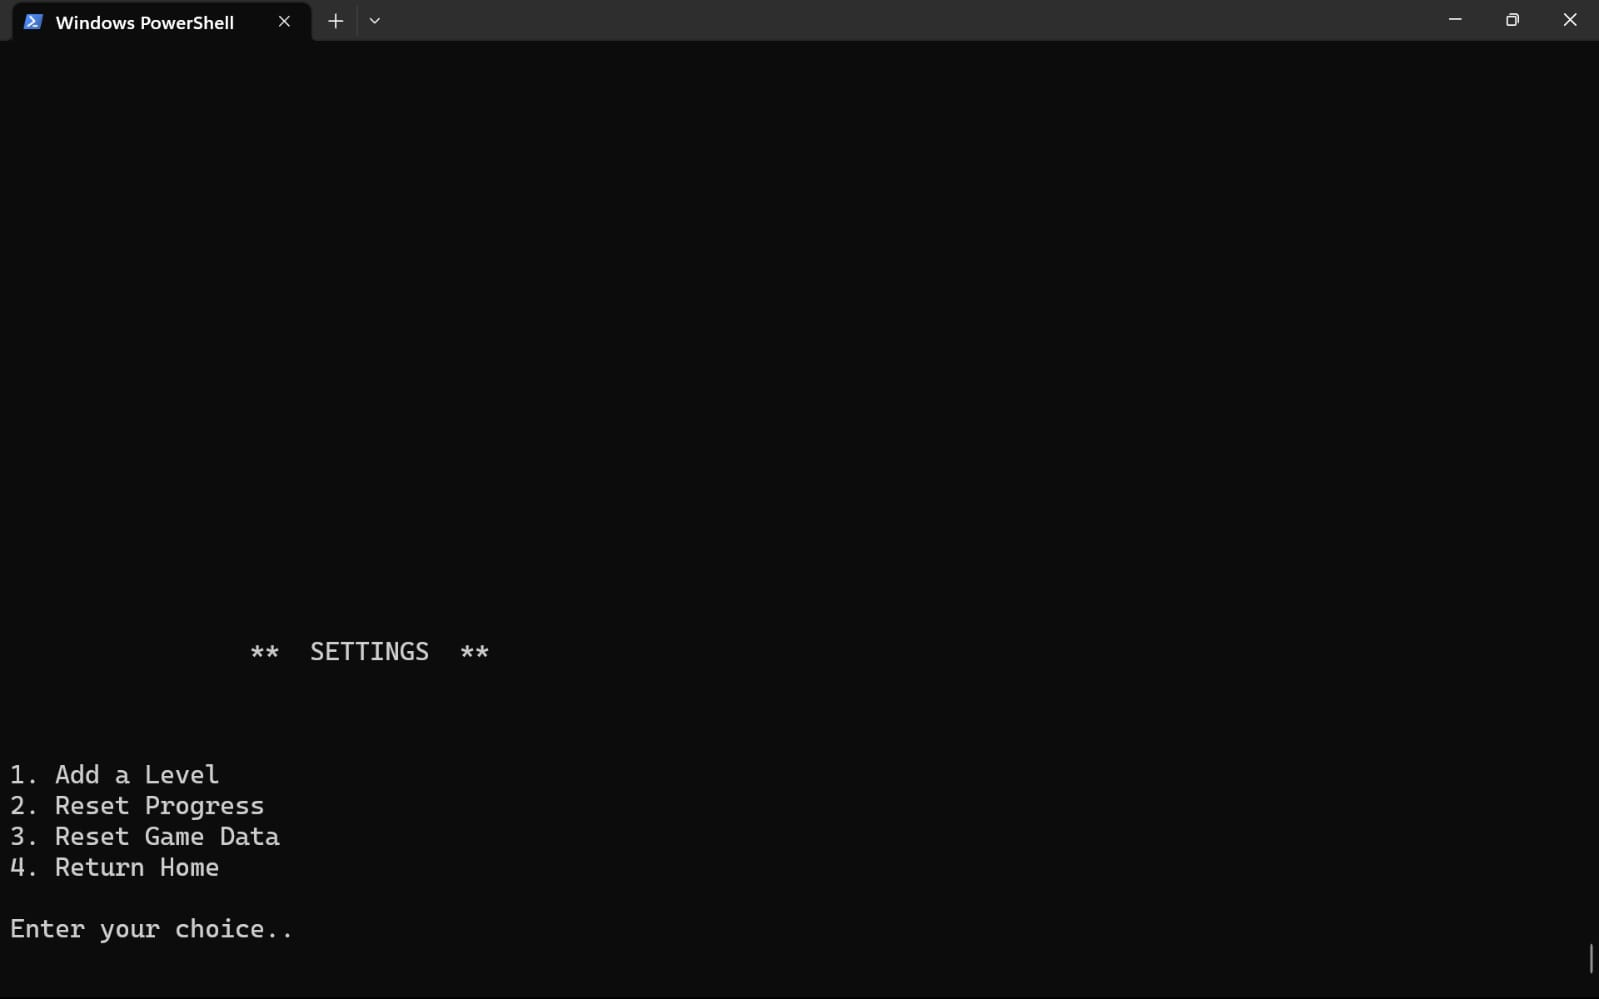 Windows PowerShell
** SETTINGS **
1. Add a Level
2. Reset Progress
3. Reset Game Data
4. Return Home
Enter your choice..